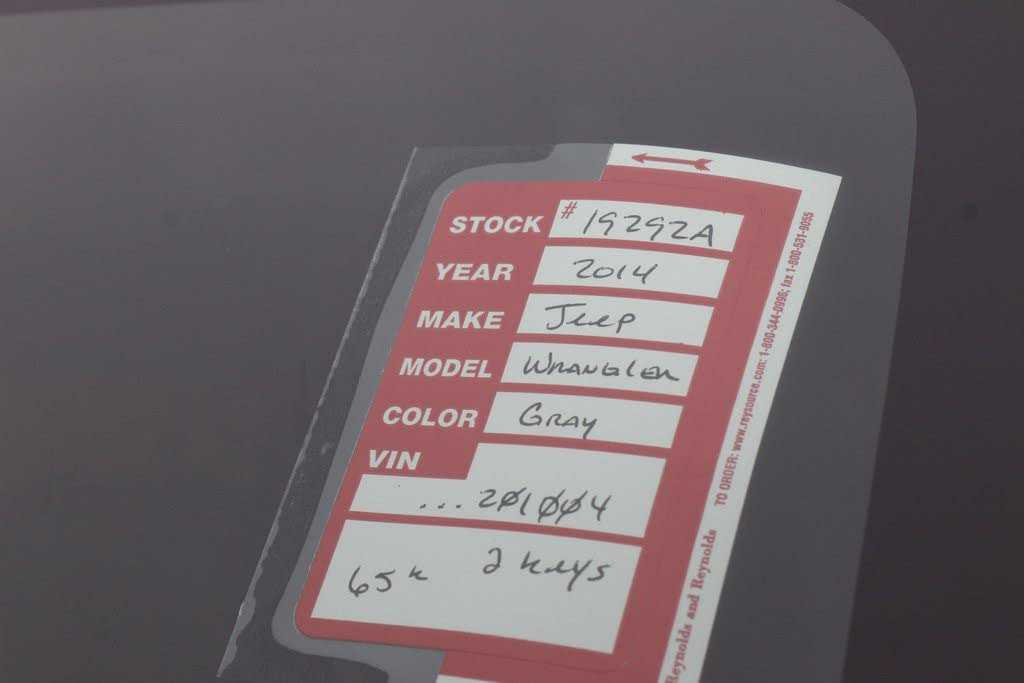 STOCK # 19292A
YEAR 2014
MAKE Jeep
MODEL WRANGLER
COLOR GRAY
VIN
... 201004
65K 2 Keys
Reynolds and Reynolds TO ORDER: www.reysource.com; 1-800-344-0996; fax 1-800-531-9055